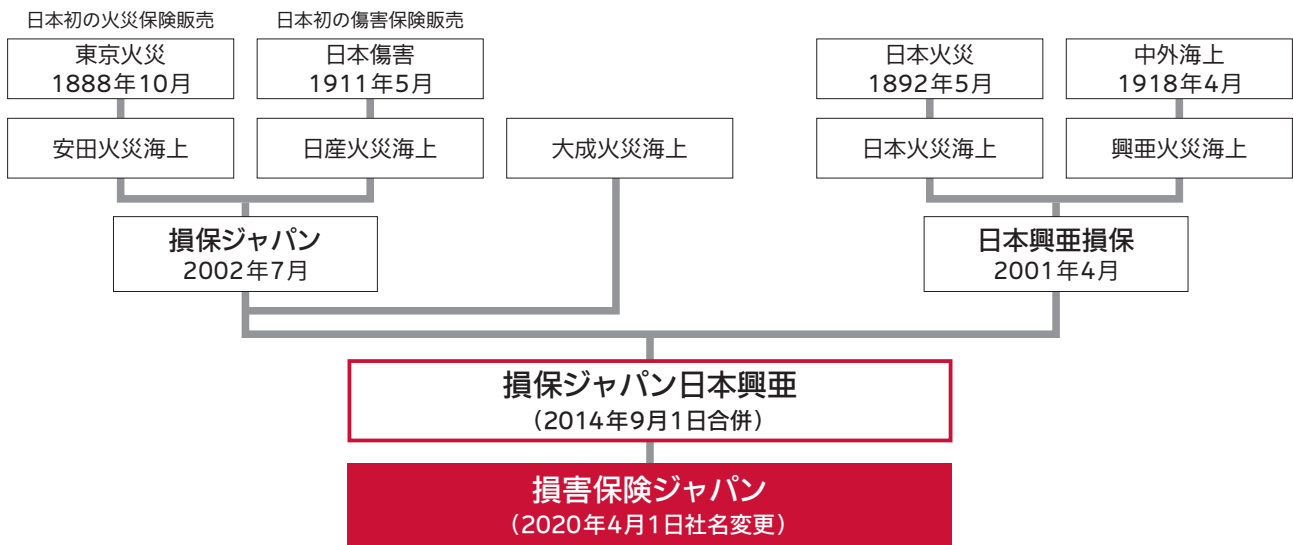 日本初の火災保険販売
日本初の傷害保険販売
東京火災
1888年10月
日本傷害
1911年5月
日本火災
1892年5月
中外海上
1918年4月
安田火災海上
日産火災海上
大成火災海上
日本火災海上
興亜火災海上
損保ジャパン
2002年7月
日本興亜損保
2001年4月
損保ジャパン日本興亜
（2014年9月1日合併）
損害保険ジャパン
（2020年4月1日社名変更）